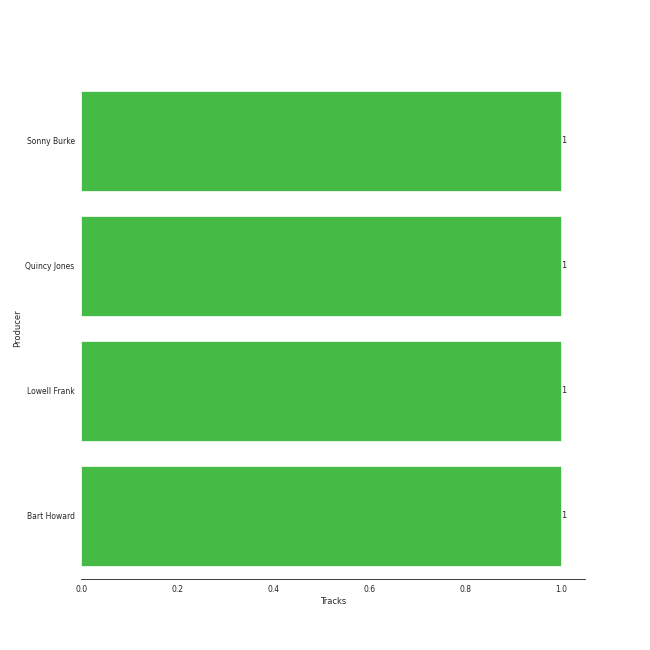 Sonny Burke
1
Quincy Jones
1
Producer
Lowell Frank
1
Bart Howard
1
0.0 0.2 0.4 0.6 0.8 1.0
Tracks